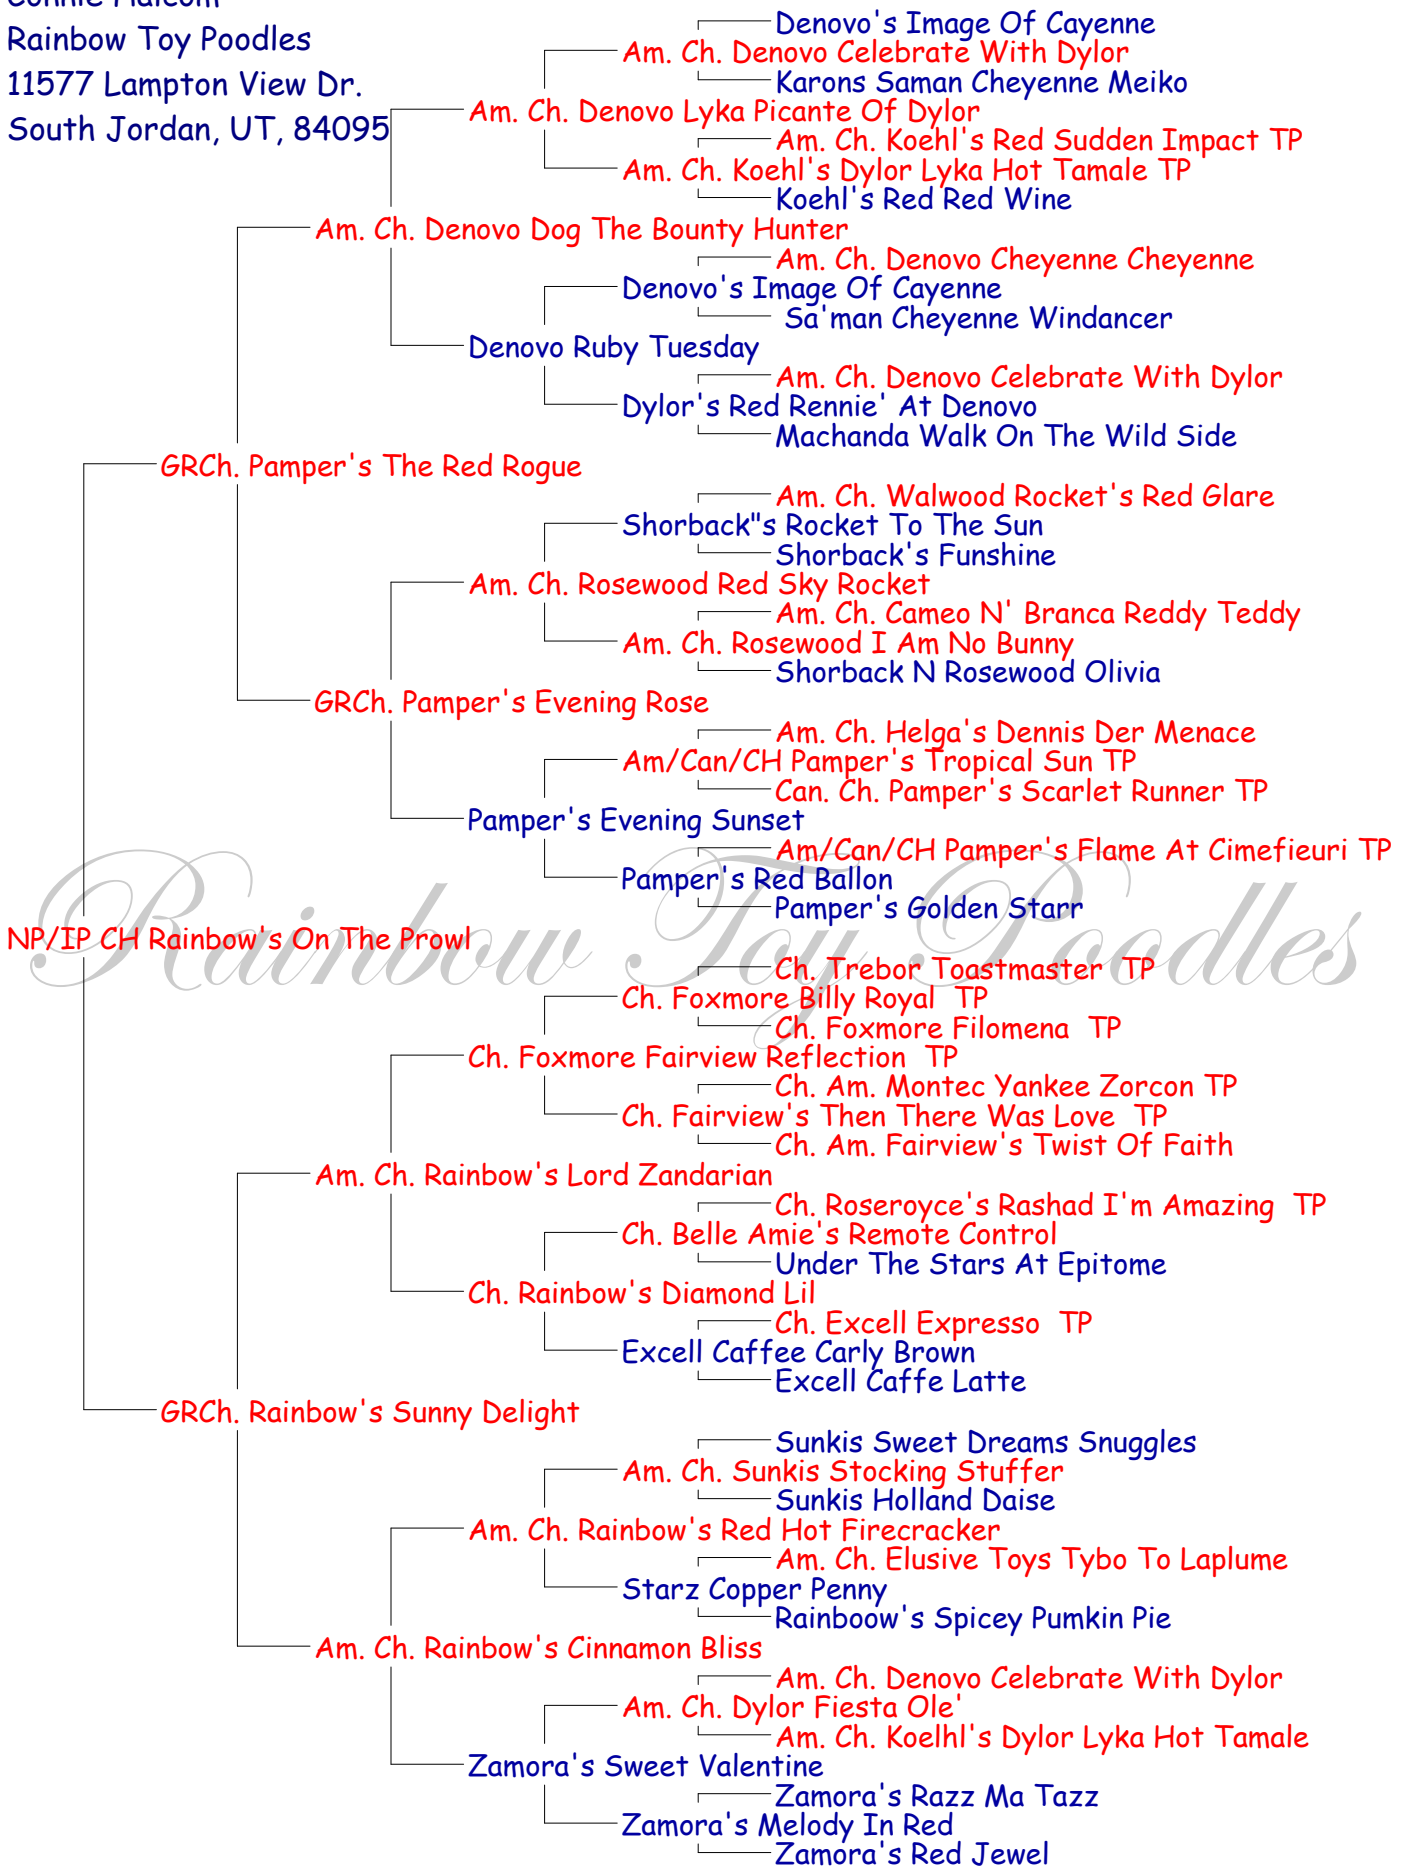 Rainbow Toy Poodles
11577 Lampton View Dr.
South Jordan, UT, 84095
Denovo's Image Of Cayenne
Am. Ch. Denovo Celebrate With Dylor
Karons Saman Cheyenne Meiko
Am. Ch. Denovo Lyka Picante Of Dylor
Am. Ch. Koehl's Red Sudden Impact TP
Am. Ch. Koehl's Dylor Lyka Hot Tamale TP
Koehl's Red Red Wine
Am. Ch. Denovo Dog The Bounty Hunter
Am. Ch. Denovo Cheyenne Cheyenne
Denovo's Image Of Cayenne
Sa'man Cheyenne Windancer
Denovo Ruby Tuesday
Am. Ch. Denovo Celebrate With Dylor
Dylor's Red Rennie' At Denovo
Machanda Walk On The Wild Side
GRCh. Pamper's The Red Rogue
Am. Ch. Walwood Rocket's Red Glare
Shorback"s Rocket To The Sun
Shorback's Funshine
Am. Ch. Rosewood Red Sky Rocket
Am. Ch. Cameo N' Branca Reddy Teddy
Am. Ch. Rosewood I Am No Bunny
Shorback N Rosewood Olivia
GRCh. Pamper's Evening Rose
Am. Ch. Helga's Dennis Der Menace
Am/Can/CH Pamper's Tropical Sun TP
Can. Ch. Pamper's Scarlet Runner TP
Pamper's Evening Sunset
Am/Can/CH Pamper's Flame At Cimefieuri TP
Pamper's Red Ballon
Pamper's Golden Starr
NP/IP CH Rainbow's On The Prowl
Rainbow Toy Poodles
Ch. Trebor Toastmaster TP
Ch. Foxmore Billy Royal TP
Ch. Foxmore Filomena TP
Ch. Foxmore Fairview Reflection TP
Ch. Am. Montec Yankee Zorcon TP
Ch. Fairview's Then There Was Love TP
Ch. Am. Fairview's Twist Of Faith
Am. Ch. Rainbow's Lord Zandarian
Ch. Roseroyce's Rashad I'm Amazing TP
Ch. Belle Amie's Remote Control
Under The Stars At Epitome
Ch. Rainbow's Diamond Lil
Ch. Excell Expresso TP
Excell Caffee Carly Brown
Excell Caffe Latte
GRCh. Rainbow's Sunny Delight
Sunkis Sweet Dreams Snuggles
Am. Ch. Sunkis Stocking Stuffer
Sunkis Holland Daise
Am. Ch. Rainbow's Red Hot Firecracker
Am. Ch. Elusive Toys Tybo To Laplume
Starz Copper Penny
Rainboow's Spicey Pumkin Pie
Am. Ch. Rainbow's Cinnamon Bliss
Am. Ch. Denovo Celebrate With Dylor
Am. Ch. Dylor Fiesta Ole'
Am. Ch. Koelhl's Dylor Lyka Hot Tamale
Zamora's Sweet Valentine
Zamora's Razz Ma Tazz
Zamora's Melody In Red
Zamora's Red Jewel